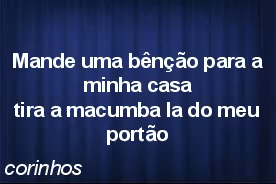 Mande uma bênção para a
minha casa
tira a macumba la do meu
portão
corinhos